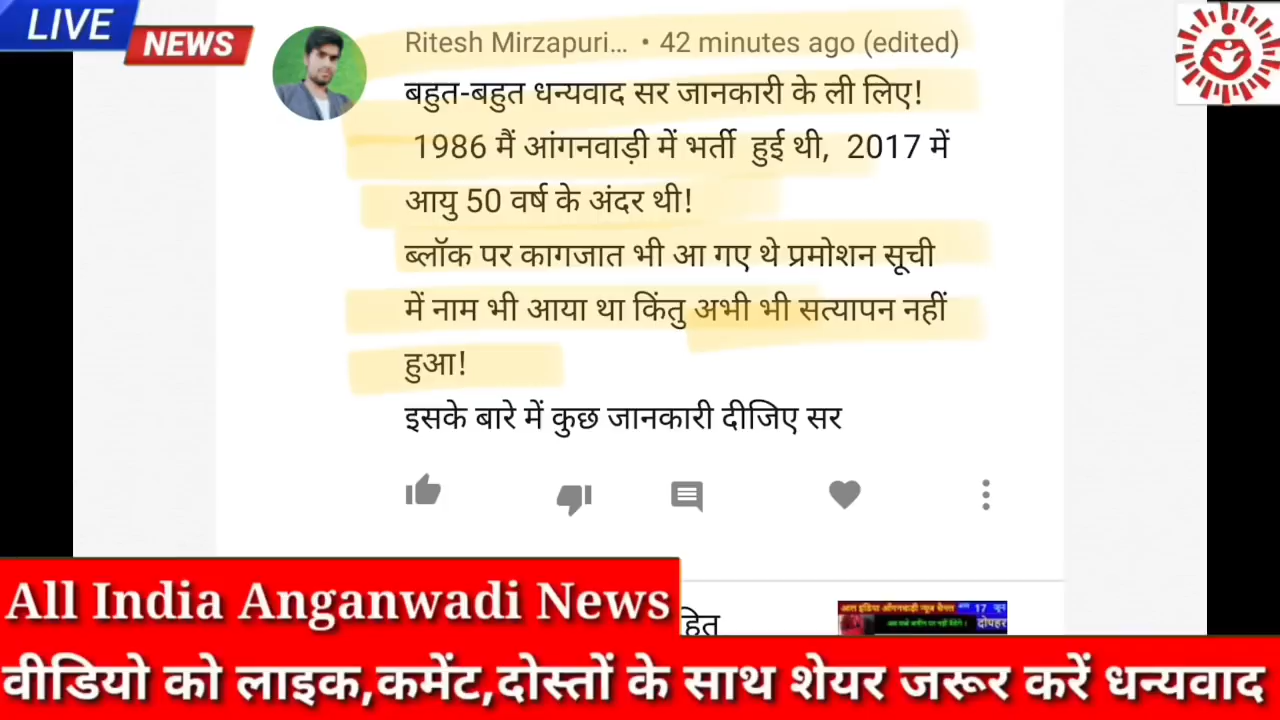 LIVE
NEWS
Ritesh Mirzapuri... • 42 minutes ago (edited)
बहुत-बहुत धन्यवाद सर जानकारी के ली लिए!
1986 मैं आंगनवाड़ी में भर्ती हुई थी, 2017 में
आयु 50 वर्ष के अंदर थी!
ब्लॉक पर कागजात भी आ गए थे प्रमोशन सूची
में नाम भी आया था किंतु अभी भी सत्यापन नहीं
हुआ!
इसके बारे में कुछ जानकारी दीजिए सर
All India Anganwadi News
हित
17 जून
दोपहर
वीडियो को लाइक,कमेंट,दोस्तों के साथ शेयर जरूर करें धन्यवाद